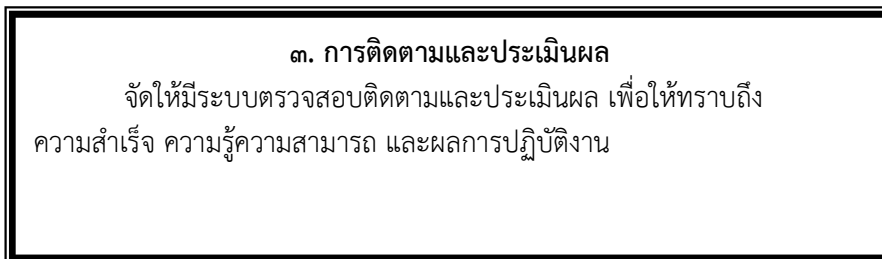 ๓. การติดตามและประเมินผล
จัดให้มีระบบตรวจสอบติดตามและประเมินผล เพื่อให้ทราบถึง
ความสำเร็จ ความรู้ความสามารถ และผลการปฏิบัติงาน